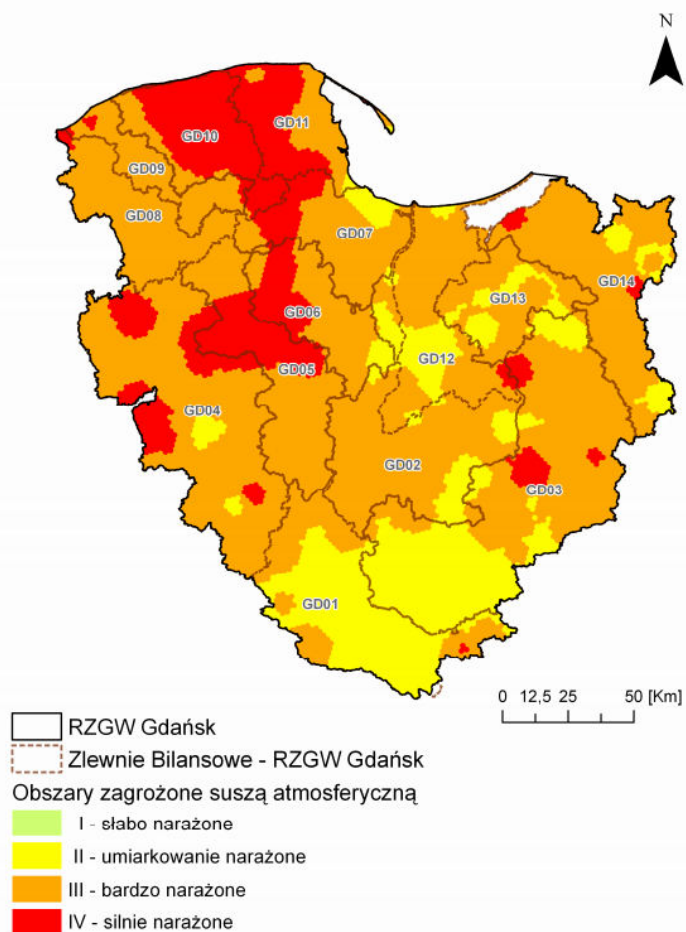 N
GD10
GD11
GD09
GD08
GD07
GD14
GD13
GD06
GD12
GD05
GD04
GD02
GD03
GD01
0 12,5 25 50 [Km]
RZGW Gdańsk
Zlewnie Bilansowe - RZGW Gdańsk
Obszary zagrożone suszą atmosferyczną
I - słabo narażone
II - umiarkowanie narażone
III - bardzo narażone
IV - silnie narażone